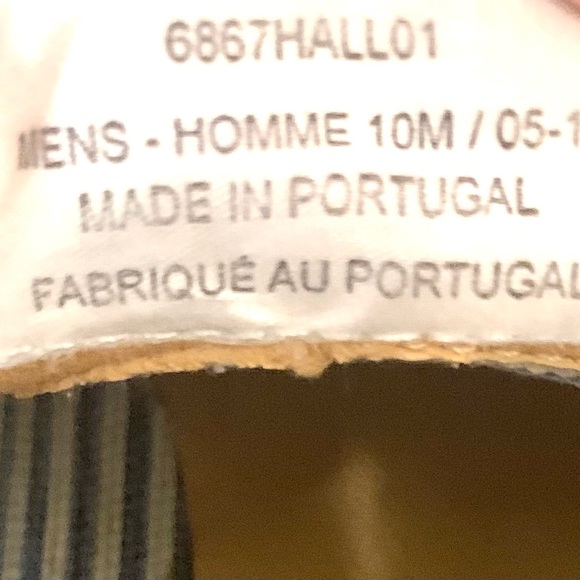 6867HALL01
MENS - HOMME 10M / 05-1
MADE IN PORTUGAL
FABRIQUÉ AU PORTUGAL